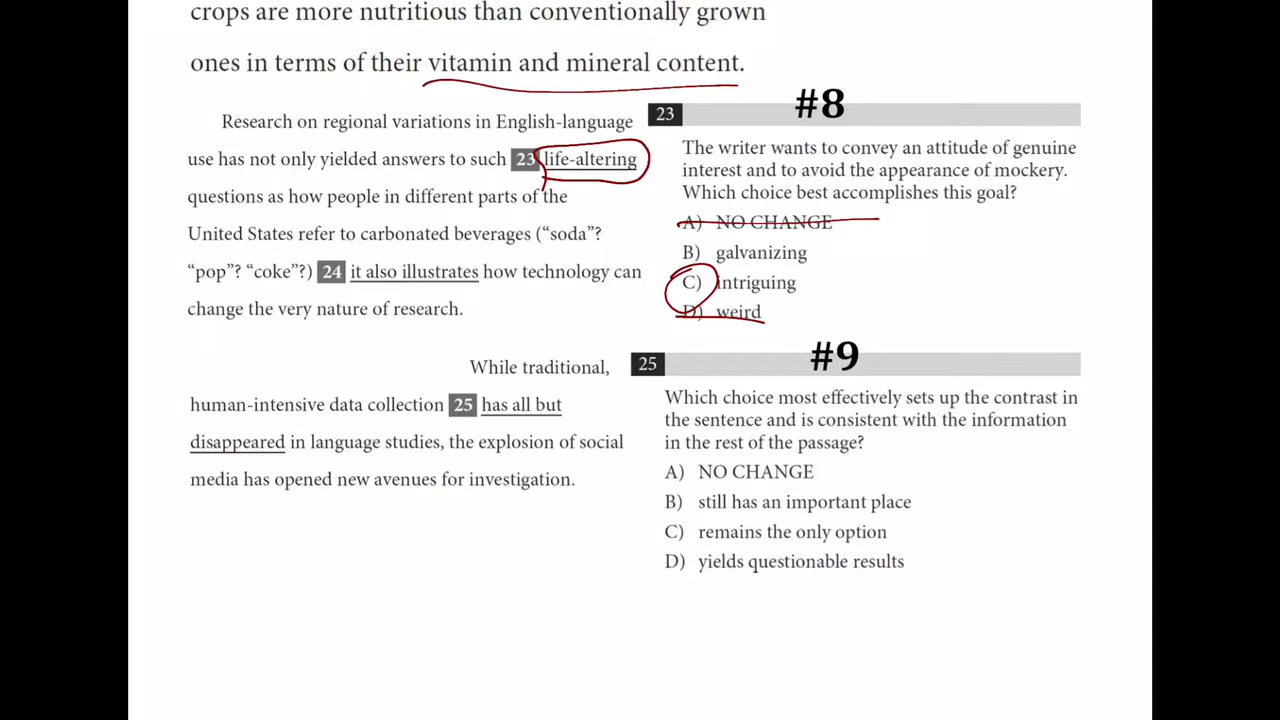 crops are more nutritious than conventionally grown
ones in terms of their vitamin and mineral content.
Research on regional variations in English-language
use has not only yielded answers to such 23 life-altering
questions as how people in different parts of the
United States refer to carbonated beverages (“soda”?
“pop”? “coke”?) 24 it also illustrates how technology can
change the very nature of research.
23 #8
The writer wants to convey an attitude of genuine
interest and to avoid the appearance of mockery.
Which choice best accomplishes this goal?
A) NO CHANGE
B) galvanizing
C) intriguing
D) weird
While traditional,
human-intensive data collection 25 has all but
disappeared in language studies, the explosion of social
media has opened new avenues for investigation.
25 #9
Which choice most effectively sets up the contrast in
the sentence and is consistent with the information
in the rest of the passage?
A) NO CHANGE
B) still has an important place
C) remains the only option
D) yields questionable results